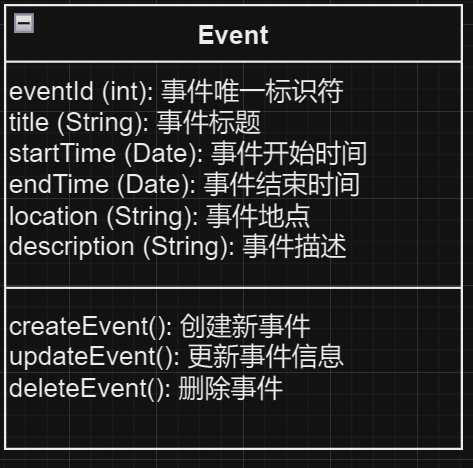 Event
eventId (int): 事件唯一标识符
title (String): 事件标题
startTime (Date): 事件开始时间
endTime (Date): 事件结束时间
location (String): 事件地点
description (String): 事件描述
createEvent(): 创建新事件
updateEvent(): 更新事件信息
deleteEvent(): 删除事件